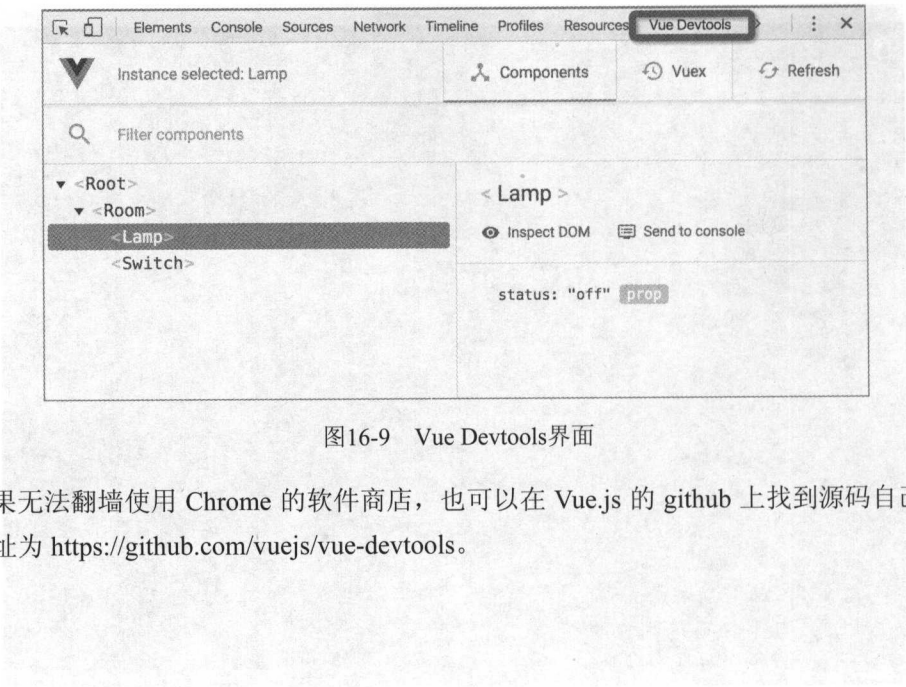 Elements Console Sources Network Timeline Profiles Resources Vue Devtools
Instance selected: Lamp Components Vuex Refresh
Filter components
<Root>
<Room>
<Lamp>
<Switch>
< Lamp >
Inspect DOM Send to console
status: "off" prop
图16-9 Vue Devtools界面
果无法翻墙使用 Chrome 的软件商店，也可以在 Vue.js 的 github 上找到源码自己
址为 https://github.com/vuejs/vue-devtools。